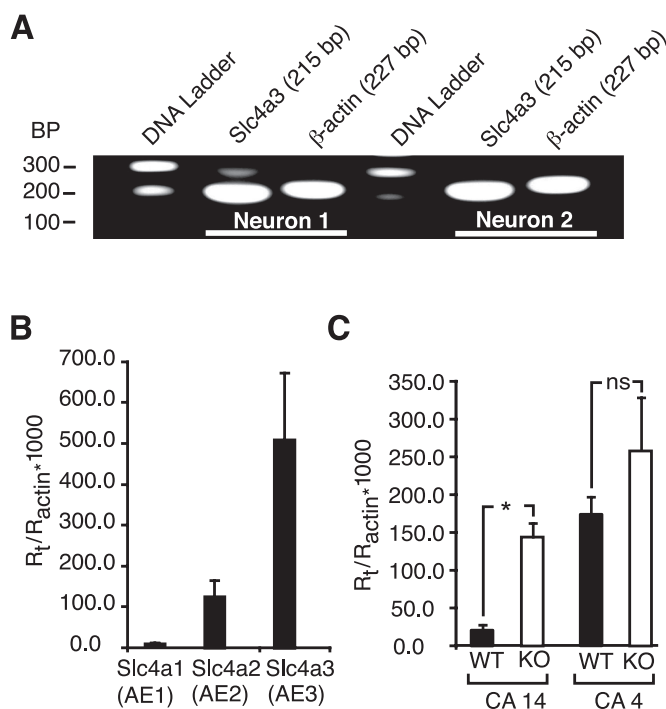 A
DNA Ladder
Slc4a3 (215 bp)
β-actin (227 bp)
DNA Ladder
Slc4a3 (215 bp)
β-actin (227 bp)
BP
300
200
100
Neuron 1
Neuron 2
B
Rt/Ractin*1000
700.0
600.0
500.0
400.0
300.0
200.0
100.0
0.0
Slc4a1 Slc4a2 Slc4a3
(AE1) (AE2) (AE3)
C
Rt/Ractin*1000
350.0
300.0
250.0
200.0
150.0
100.0
50.0
0.0
*
ns
WT KO WT KO
CA 14 CA 4